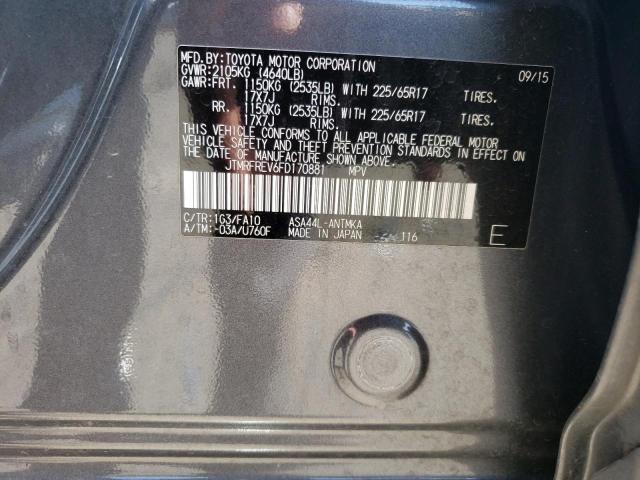 MFD.BY:TOYOTA MOTOR CORPORATION 09/15
GVWR:2105KG (4640LB)
GAWR:FRT. 1150KG (2535LB) WITH 225/65R17 TIRES.
17X7J RIMS.
RR. 1150KG (2535LB) WITH 225/65R17 TIRES.
17X7J RIMS.
THIS VEHICLE CONFORMS TO ALL APPLICABLE FEDERAL MOTOR
VEHICLE SAFETY AND THEFT PREVENTION STANDARDS IN EFFECT ON
THE DATE OF MANUFACTURE SHOWN ABOVE.
JTMRFREV6FD170881 MPV
C/TR:1G3/FA10 ASA44L-ANTMKA
A/TM:-03A/U760F MADE IN JAPAN 116 E